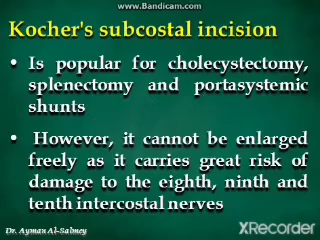 www.Bandicam.com
Kocher's subcostal incision
• Is popular for cholecystectomy,
splenectomy and portasystemic
shunts
• However, it cannot be enlarged
freely as it carries great risk of
damage to the eighth, ninth and
tenth intercostal nerves
Dr. Ayman Al-Salmey
XRecorder